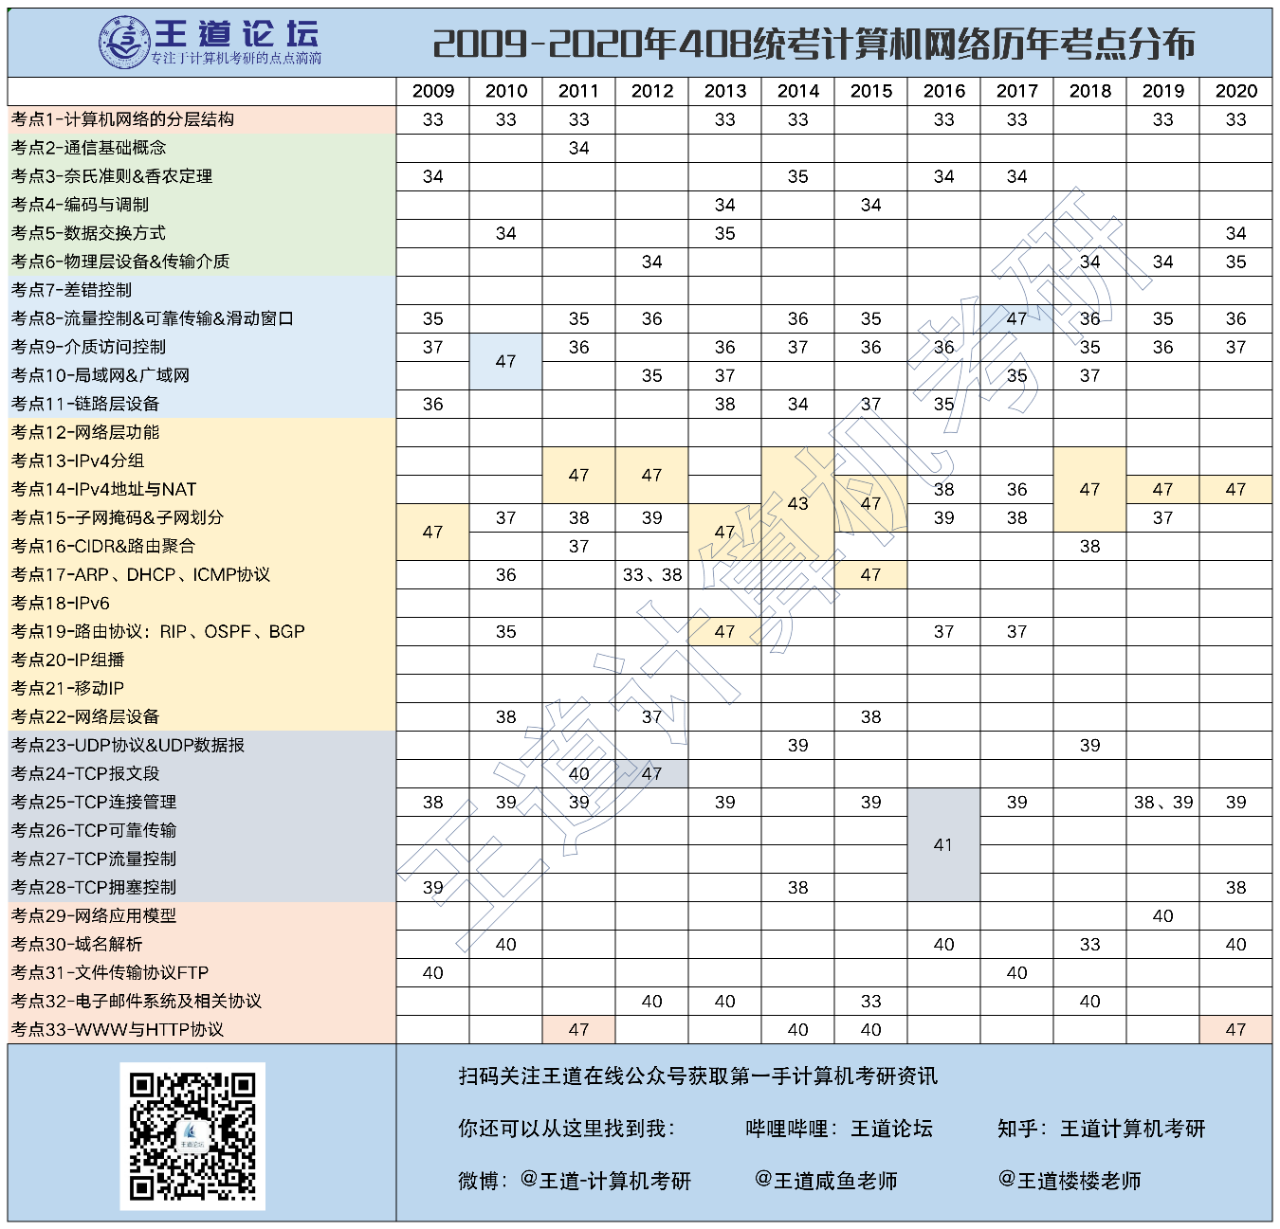 王道论坛
专注于计算机考研的点点滴滴
2009-2020年408统考计算机网络历年考点分布
2009 2010 2011 2012 2013 2014 2015 2016 2017 2018 2019 2020
考点1-计算机网络的分层结构 33 33 33 33 33 33 33 33 33
考点2-通信基础概念 34
考点3-奈氏准则&香农定理 34 35 34 34
考点4-编码与调制 34 34
考点5-数据交换方式 34 35 34
考点6-物理层设备&传输介质 34 34 34 35
考点7-差错控制
考点8-流量控制&可靠传输&滑动窗口 35 35 36 36 35 47 36 35 36
考点9-介质访问控制 37 47 36 36 37 36 36 35 36 37
考点10-局域网&广域网 35 37 35 37
考点11-链路层设备 36 38 34 37 35
考点12-网络层功能
考点13-IPv4分组 47 47
考点14-IPv4地址与NAT 43 47 38 36 47 47 47
考点15-子网掩码&子网划分 47 37 38 39 47 39 38 37
考点16-CIDR&路由聚合 37 38
考点17-ARP、DHCP、ICMP协议 36 33、38 47
考点18-IPv6
考点19-路由协议：RIP、OSPF、BGP 35 47 37 37
考点20-IP组播
考点21-移动IP
考点22-网络层设备 38 37 38
考点23-UDP协议&UDP数据报 39 39
考点24-TCP报文段 40 47
考点25-TCP连接管理 38 39 39 39 39 39 38、39 39
考点26-TCP可靠传输 41
考点27-TCP流量控制
考点28-TCP拥塞控制 39 38 38
考点29-网络应用模型 40
考点30-域名解析 40 40 33 40
考点31-文件传输协议FTP 40 40
考点32-电子邮件系统及相关协议 40 40 33 40
考点33-WWW与HTTP协议 47 40 40 47
王道计算机考研
王道论坛
扫码关注王道在线公众号获取第一手计算机考研资讯
你还可以从这里找到我： 哔哩哔哩：王道论坛 知乎：王道计算机考研
微博：@王道-计算机考研 @王道咸鱼老师 @王道楼楼老师